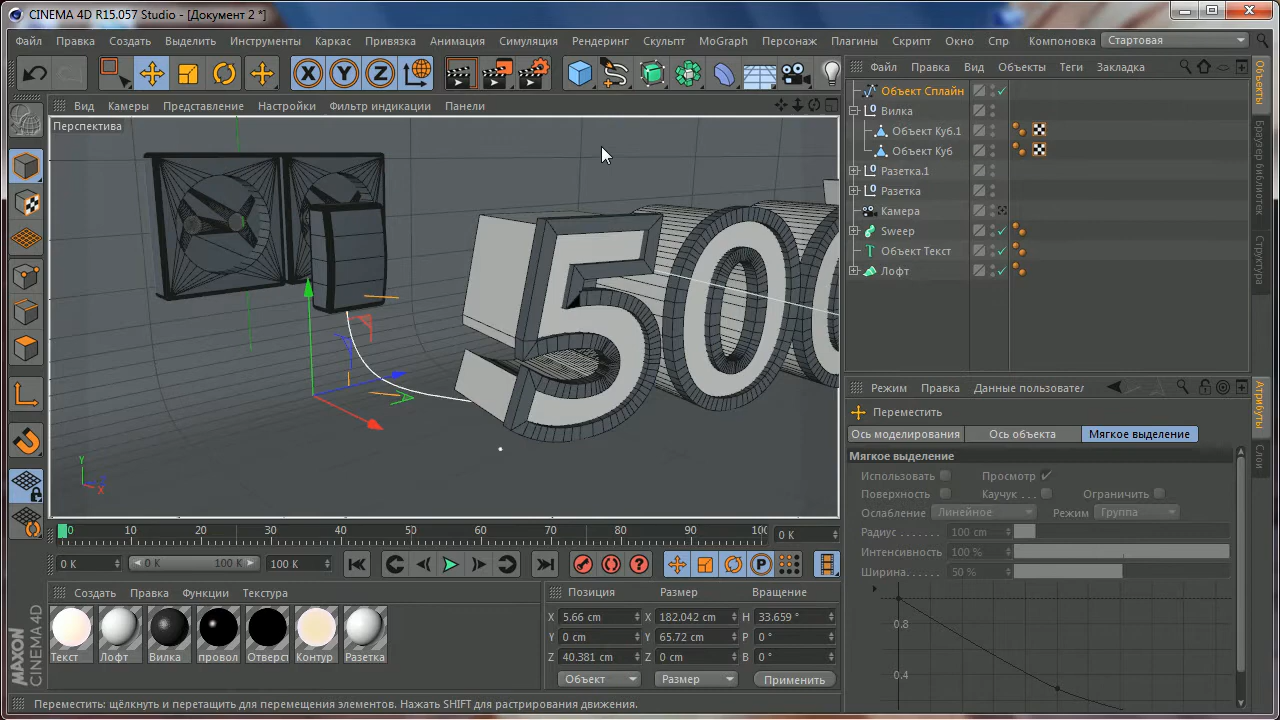 CINEMA 4D R15.057 Studio - [Документ 2 *]
Файл Правка Создать Выделить Инструменты Каркас Привязка Анимация Симуляция Рендеринг Скульпт MoGraph Персонаж Плагины Скрипт Окно Спр Компоновка Стартовая
Файл Правка Вид Объекты Теги Закладка
Вид Камеры Представление Настройки Фильтр индикации Панели
Перспектива
Объект Сплайн
Вилка
Объект Куб.1
Объект Куб
Разетка.1
Разетка
Камера
Sweep
Объект Текст
Лофт
Объекты
Браузер библиотек
Структура
500
Y
Z
X
Режим Правка Данные пользовател
Переместить
Ось моделирования Ось объекта Мягкое выделение
Мягкое выделение
Использовать Просмотр
Поверхность Каучук . . . Ограничить
Ослабление Линейное Режим Группа
Радиус . . . . . 100 cm
Интенсивность 100 %
Ширина. . . . . . 50 %
0.8
0.4
Атрибуты
Слои
0 10 20 30 40 50 60 70 80 90 100 0 K
0 K 0 K 100 K 100 K
Создать Правка Функции Текстура
Текст Лофт Вилка провол Отверс Контур Разетка
Позиция Размер Вращение
X 5.66 cm X 182.042 cm H 33.659 °
Y 0 cm Y 65.72 cm P 0 °
Z 40.381 cm Z 0 cm B 0 °
Объект Размер Применить
MAXON CINEMA 4D
Переместить: щёлкнуть и перетащить для перемещения элементов. Нажать SHIFT для растрирования движения.